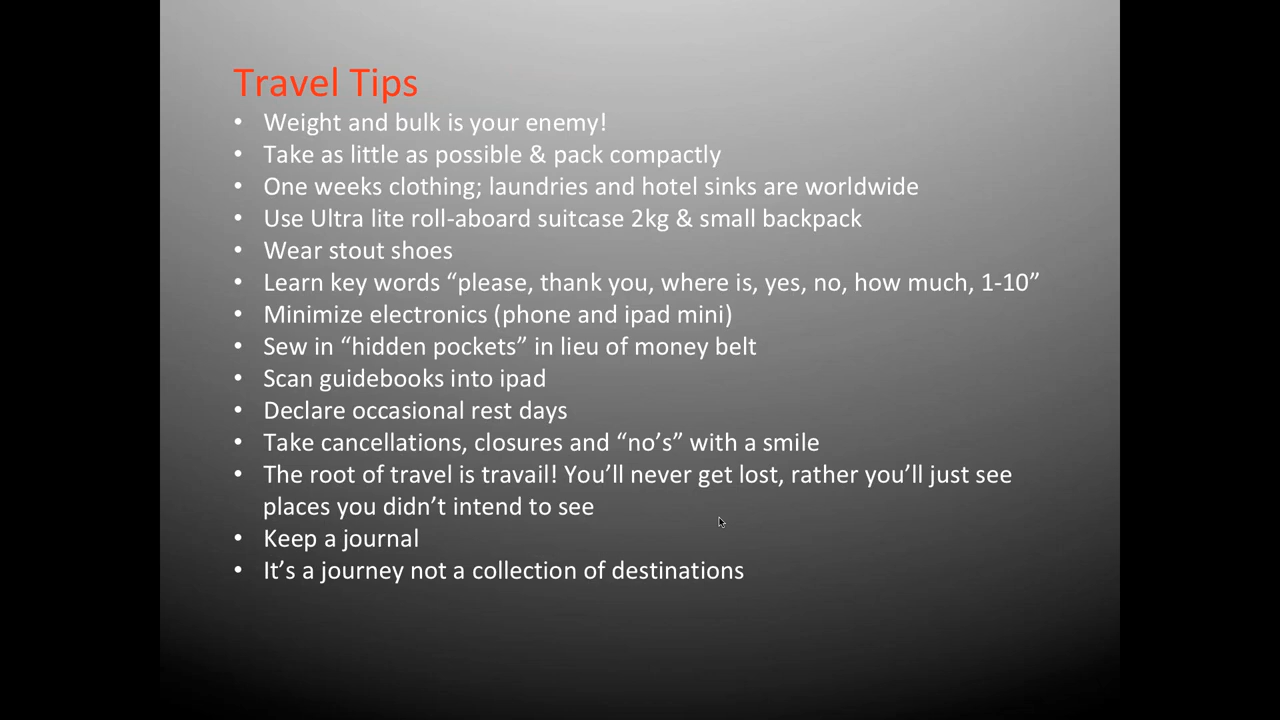 Travel Tips
• Weight and bulk is your enemy!
• Take as little as possible & pack compactly
• One weeks clothing; laundries and hotel sinks are worldwide
• Use Ultra lite roll-aboard suitcase 2kg & small backpack
• Wear stout shoes
• Learn key words “please, thank you, where is, yes, no, how much, 1-10”
• Minimize electronics (phone and ipad mini)
• Sew in “hidden pockets” in lieu of money belt
• Scan guidebooks into ipad
• Declare occasional rest days
• Take cancellations, closures and “no’s” with a smile
• The root of travel is travail! You’ll never get lost, rather you’ll just see
places you didn’t intend to see
• Keep a journal
• It’s a journey not a collection of destinations